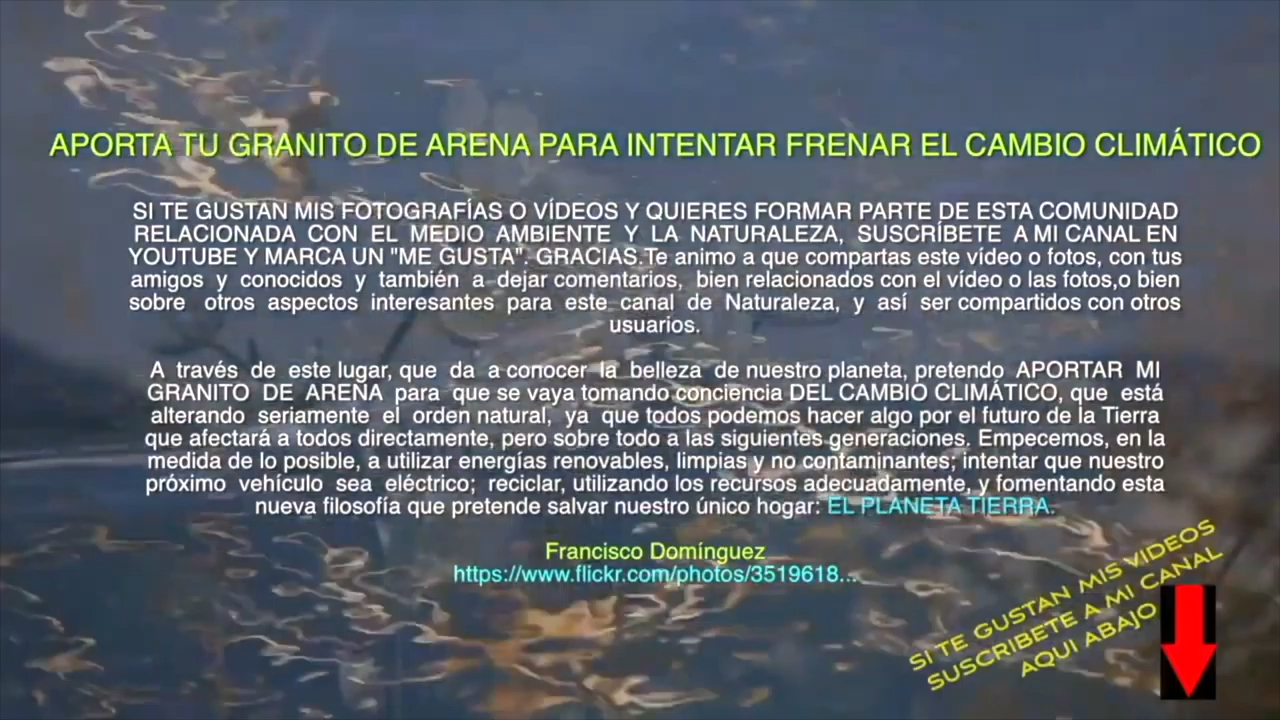 APORTA TU GRANITO DE ARENA PARA INTENTAR FRENAR EL CAMBIO CLIMÁTICO
SI TE GUSTAN MIS FOTOGRAFÍAS O VÍDEOS Y QUIERES FORMAR PARTE DE ESTA COMUNIDAD
RELACIONADA CON EL MEDIO AMBIENTE Y LA NATURALEZA, SUSCRÍBETE A MI CANAL EN
YOUTUBE Y MARCA UN "ME GUSTA". GRACIAS.Te animo a que compartas este vídeo o fotos, con tus
amigos y conocidos y también a dejar comentarios, bien relacionados con el vídeo o las fotos,o bien
sobre otros aspectos interesantes para este canal de Naturaleza, y así ser compartidos con otros
usuarios.
A través de este lugar, que da a conocer la belleza de nuestro planeta, pretendo APORTAR MI
GRANITO DE ARENA para que se vaya tomando conciencia DEL CAMBIO CLIMÁTICO, que está
alterando seriamente el orden natural, ya que todos podemos hacer algo por el futuro de la Tierra
que afectará a todos directamente, pero sobre todo a las siguientes generaciones. Empecemos, en la
medida de lo posible, a utilizar energías renovables, limpias y no contaminantes; intentar que nuestro
próximo vehículo sea eléctrico; reciclar, utilizando los recursos adecuadamente, y fomentando esta
nueva filosofía que pretende salvar nuestro único hogar: EL PLANETA TIERRA.
Francisco Domínguez
https://www.flickr.com/photos/3519618...
SI TE GUSTAN MIS VIDEOS
SUSCRIBETE A MI CANAL
AQUI ABAJO